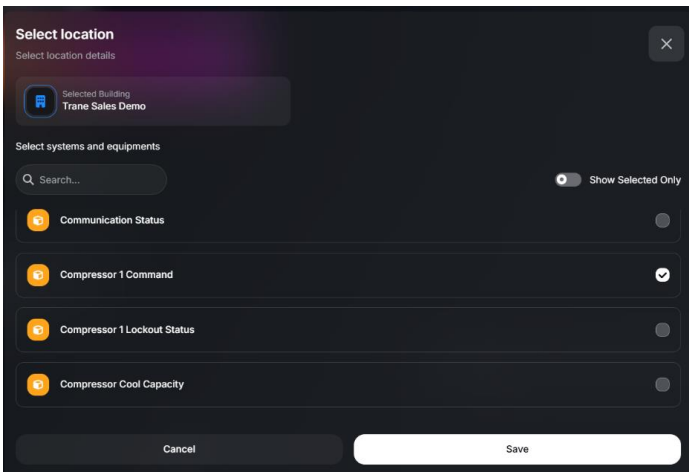 Select location
Select location details
Selected Building
Trane Sales Demo
Select systems and equipments
Search...
Show Selected Only
Communication Status
Compressor 1 Command
Compressor 1 Lockout Status
Compressor Cool Capacity
Cancel
Save